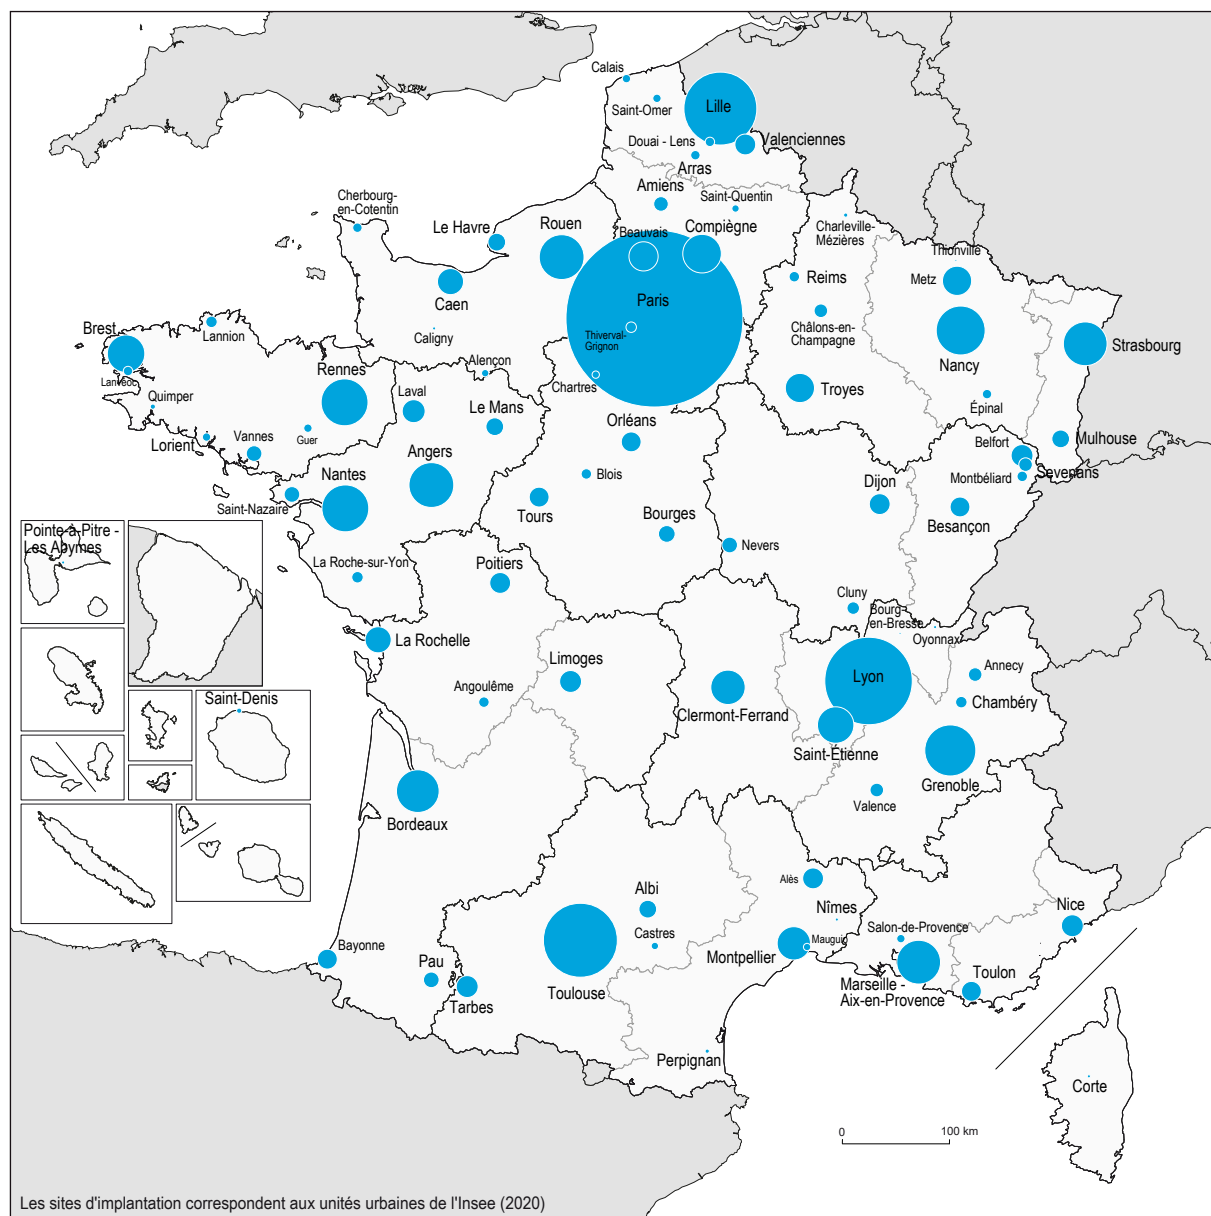 Calais
Saint-Omer
Lille
Douai - Lens
Valenciennes
Arras
Amiens
Saint-Quentin
Cherbourg-
en-Cotentin
Le Havre
Rouen
Beauvais
Compiègne
Charleville-
Mézières
Thionville
Metz
Reims
Caen
Paris
Châlons-en-
Champagne
Caligny
Thiverval-
Grignon
Nancy
Strasbourg
Brest
Lannion
Lanvéoc
Quimper
Rennes
Alençon
Chartres
Laval
Le Mans
Troyes
Épinal
Lorient
Vannes
Guer
Orléans
Mulhouse
Belfort
Sevenans
Montbéliard
Nantes
Angers
Blois
Dijon
Saint-Nazaire
Tours
Bourges
Besançon
Nevers
Pointe-à-Pitre -
Les Abymes
La Roche-sur-Yon
Poitiers
Cluny
Bourg-
en-Bresse
Oyonnax
La Rochelle
Limoges
Lyon
Annecy
Angoulême
Chambéry
Clermont-Ferrand
Saint-Denis
Saint-Étienne
Grenoble
Valence
Bordeaux
Alès
Albi
Nîmes
Nice
Castres
Salon-de-Provence
Bayonne
Mauguio
Montpellier
Pau
Tarbes
Toulouse
Toulon
Marseille -
Aix-en-Provence
Perpignan
Corte
0 100 km
Les sites d'implantation correspondent aux unités urbaines de l'Insee (2020)